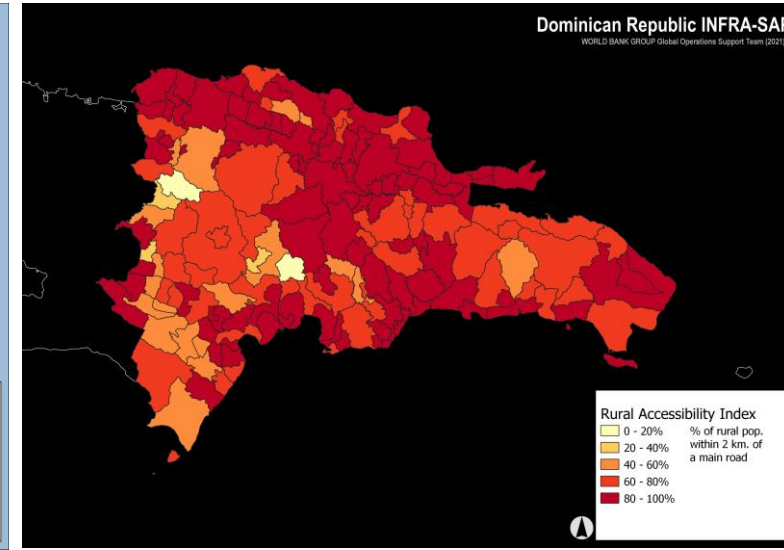 Dominican Republic INFRA-SAP
WORLD BANK GROUP Global Operations Support Team (2021)
Rural Accessibility Index
0 - 20%
20 - 40%
40 - 60%
60 - 80%
80 - 100%
% of rural pop.
within 2 km. of
a main road